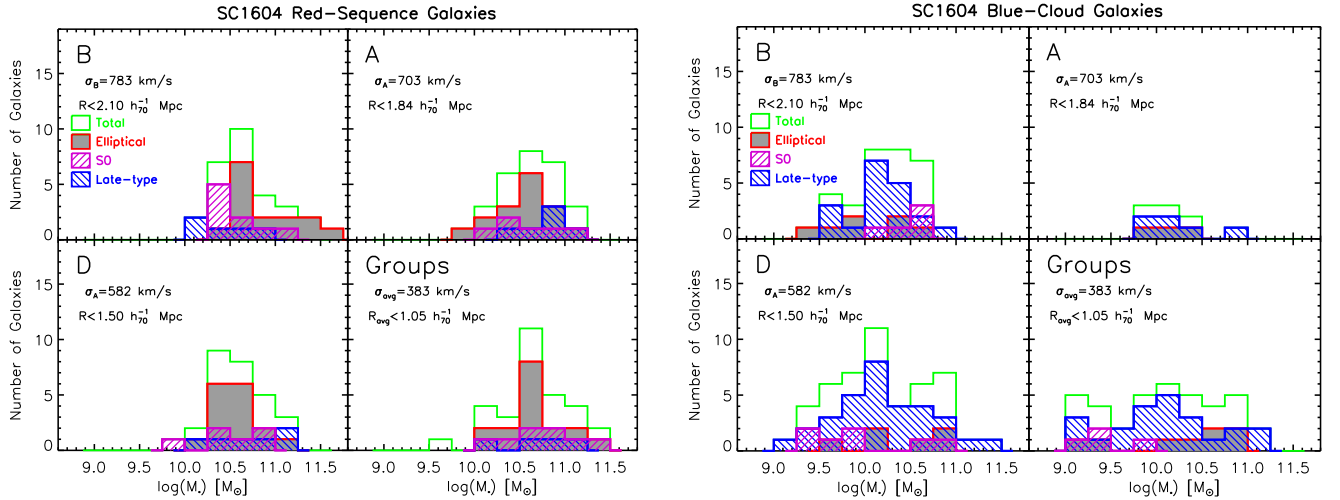 SC1604 Red-Sequence Galaxies
Number of Galaxies
15
10
5
0
B
σB=783 km/s
R<2.10 h70⁻¹ Mpc
Total
Elliptical
S0
Late-type
A
σA=703 km/s
R<1.84 h70⁻¹ Mpc
Number of Galaxies
15
10
5
0
D
σA=582 km/s
R<1.50 h70⁻¹ Mpc
Groups
σavg=383 km/s
Ravg<1.05 h70⁻¹ Mpc
9.0 9.5 10.0 10.5 11.0 11.5
9.0 9.5 10.0 10.5 11.0 11.5
log(M*) [M⊙]
log(M*) [M⊙]
SC1604 Blue-Cloud Galaxies
Number of Galaxies
15
10
5
0
B
σB=783 km/s
R<2.10 h70⁻¹ Mpc
Total
Elliptical
S0
Late-type
A
σA=703 km/s
R<1.84 h70⁻¹ Mpc
Number of Galaxies
15
10
5
0
D
σA=582 km/s
R<1.50 h70⁻¹ Mpc
Groups
σavg=383 km/s
Ravg<1.05 h70⁻¹ Mpc
9.0 9.5 10.0 10.5 11.0
9.0 9.5 10.0 10.5 11.0 11.5
log(M*) [M⊙]
log(M*) [M⊙]